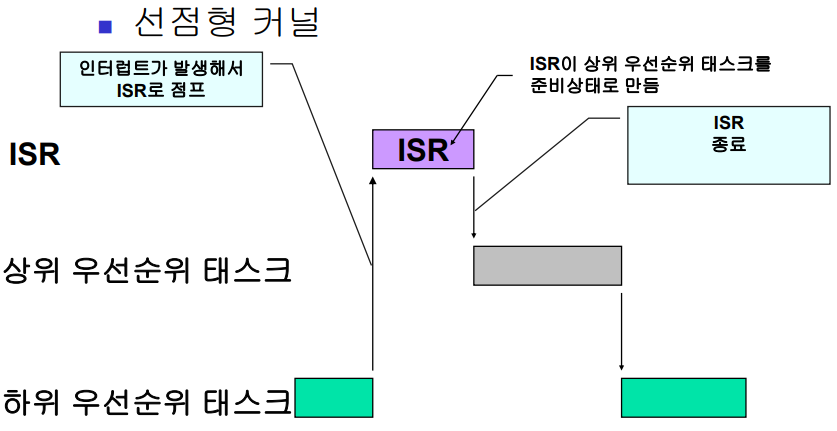 선점형 커널
인터럽트가 발생해서
ISR로 점프
ISR이 상위 우선순위 태스크를
준비상태로 만듬
ISR
종료
ISR
ISR
상위 우선순위 태스크
하위 우선순위 태스크